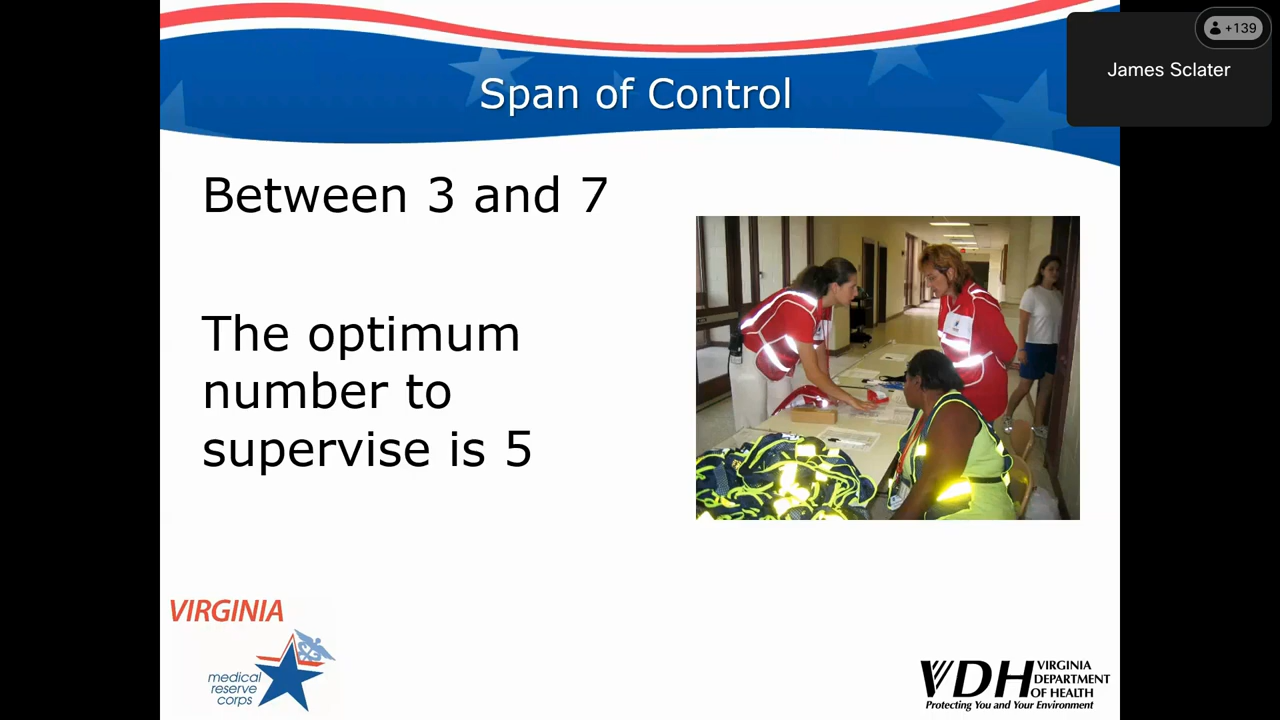 +139
James Sclater
Span of Control
Between 3 and 7
The optimum
number to
supervise is 5
VIRGINIA
medical
reserve
corps
VDH VIRGINIA
DEPARTMENT
OF HEALTH
Protecting You and Your Environment